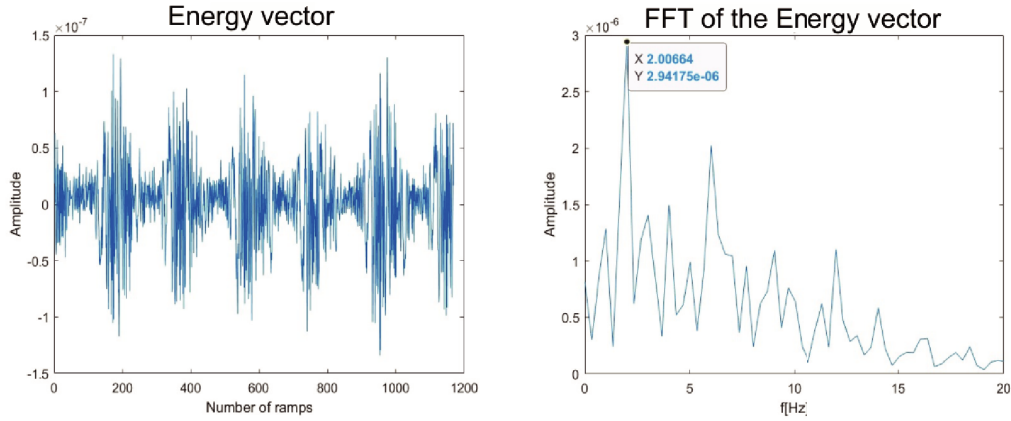 Energy vector
×10⁻⁷
1.5
1
0.5
0
-0.5
-1
-1.5
Amplitude
0 200 400 600 800 1000 1200
Number of ramps
FFT of the Energy vector
×10⁻⁶
3
2.5
2
1.5
1
0.5
0
Amplitude
X 2.00664
Y 2.94175e-06
0 5 10 15 20
f[Hz]